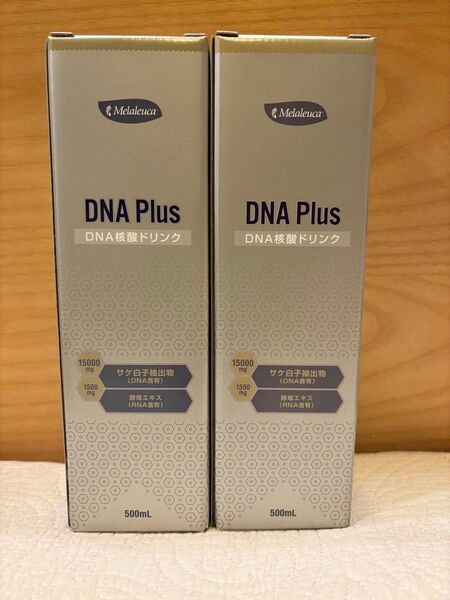 Melaleuca
DNA Plus
DNA核酸ドリンク
15000
mg
サケ白子抽出物
(DNA含有)
1500
mg
酵母エキス
(RNA含有)
500mL
Melaleuca
DNA Plus
DNA核酸ドリンク
15000
mg
サケ白子抽出物
(DNA含有)
1500
mg
酵母エキス
(RNA含有)
500mL